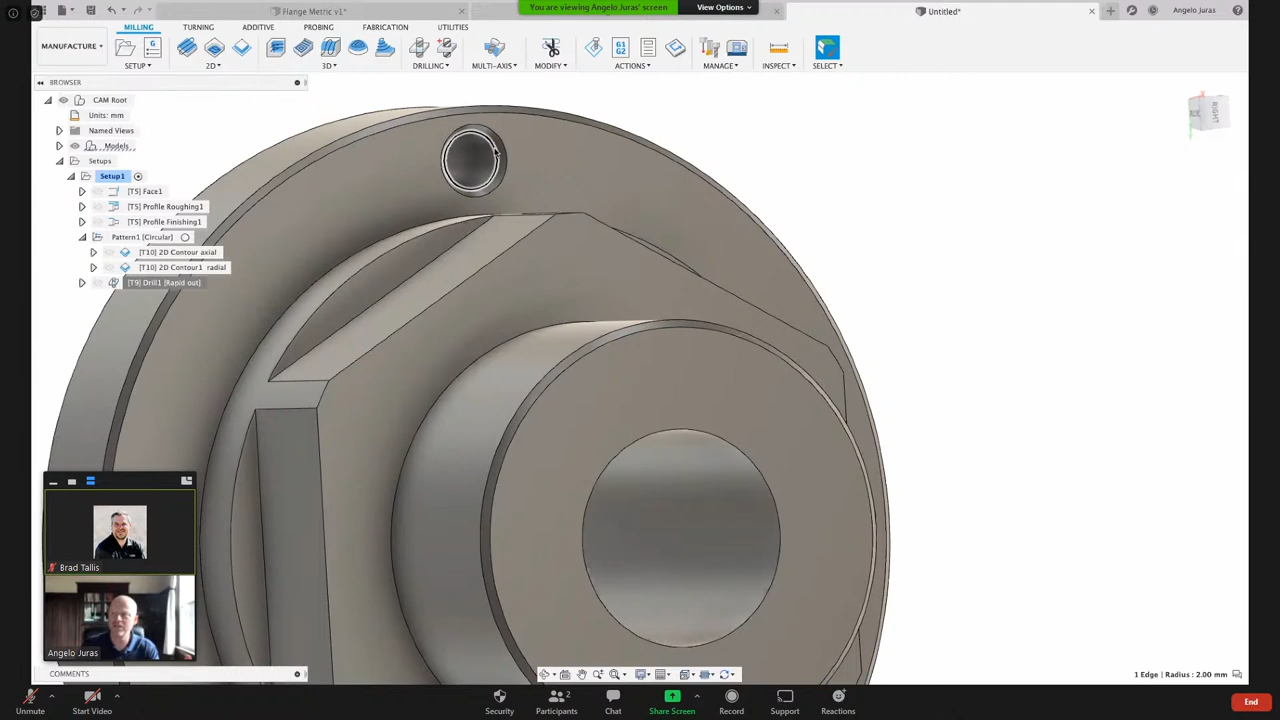 You are viewing Angelo Juras' screen
View Options
Flange Metric v1*
Untitled*
Angelo Juras
MILLING
TURNING
ADDITIVE
PROBING
FABRICATION
UTILITIES
MANUFACTURE
G1
G2
SETUP
2D
3D
DRILLING
MULTI-AXIS
MODIFY
ACTIONS
MANAGE
INSPECT
SELECT
BROWSER
CAM Root
Units: mm
Named Views
Models
Setups
Setup1
[T5] Face1
[T5] Profile Roughing1
[T5] Profile Finishing1
Pattern1 [Circular]
[T10] 2D Contour axial
[T10] 2D Contour1 radial
[T9] Drill1 [Rapid out]
RIGHT
Brad Tallis
Angelo Juras
COMMENTS
1 Edge | Radius : 2.00 mm
Unmute
Start Video
Security
Participants
2
Chat
Share Screen
Record
Support
Reactions
End